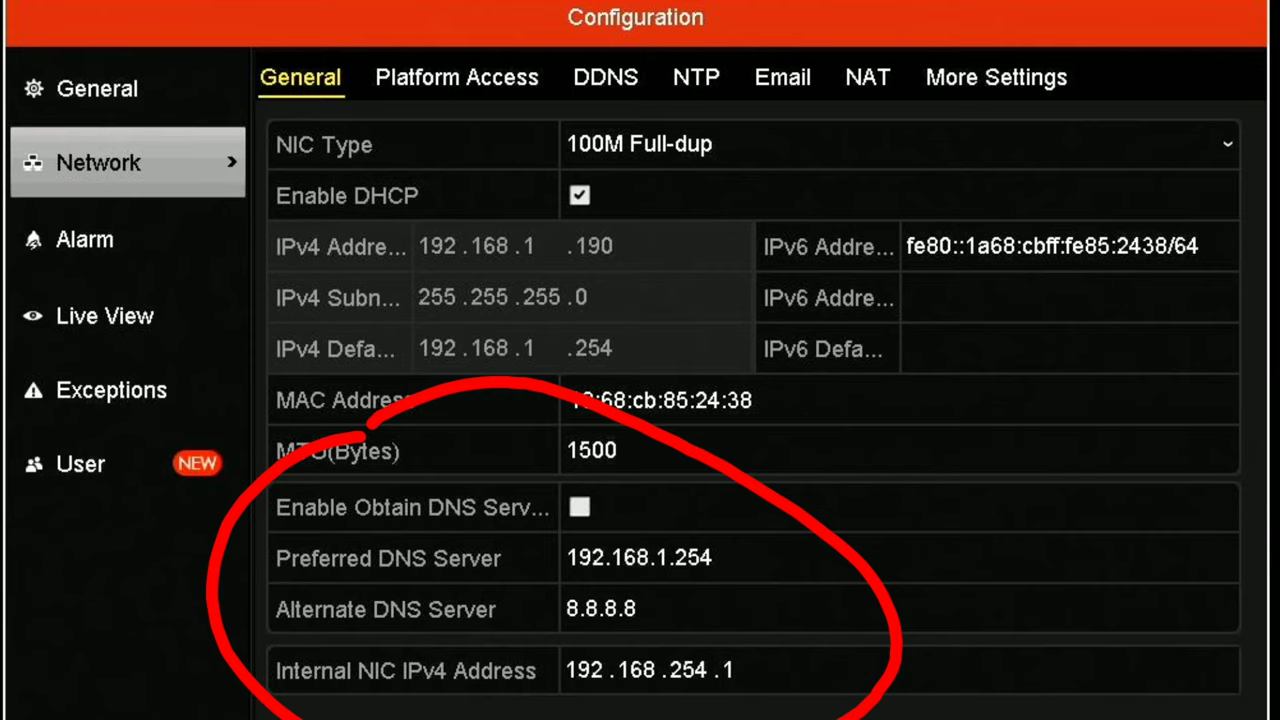 Configuration
General
Network
Alarm
Live View
Exceptions
User NEW
General Platform Access DDNS NTP Email NAT More Settings
NIC Type 100M Full-dup
Enable DHCP
IPv4 Addre... 192 .168 .1 .190 IPv6 Addre... fe80::1a68:cbff:fe85:2438/64
IPv4 Subn... 255 .255 .255 .0 IPv6 Addre...
IPv4 Defa... 192 .168 .1 .254 IPv6 Defa...
MAC Address :68:cb:85:24:38
MTU(Bytes) 1500
Enable Obtain DNS Serv...
Preferred DNS Server 192.168.1.254
Alternate DNS Server 8.8.8.8
Internal NIC IPv4 Address 192 .168 .254 .1